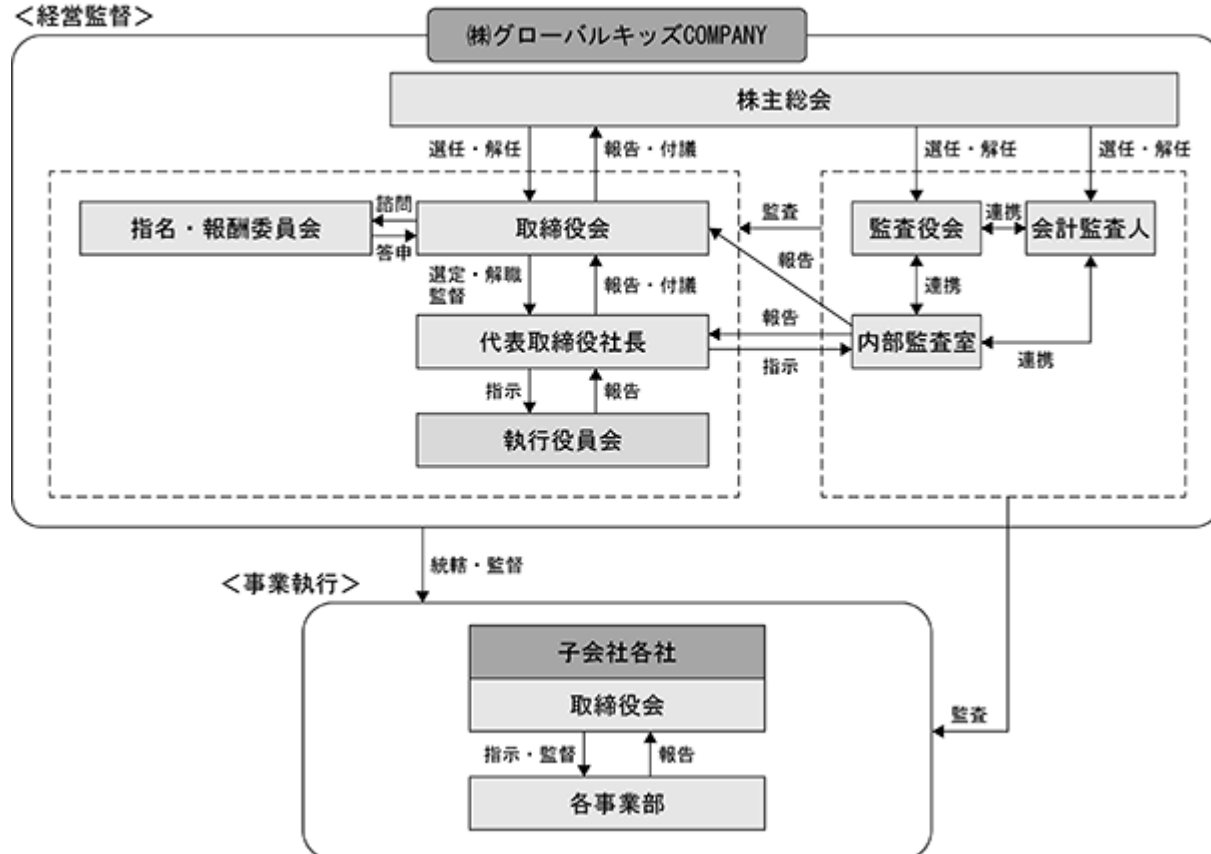 ＜経営監督＞
㈱グローバルキッズCOMPANY
株主総会
選任・解任
報告・付議
選任・解任
選任・解任
指名・報酬委員会
諮問
答申
取締役会
監査
監査役会
連携
会計監査人
選定・解職
監督
報告・付議
報告
連携
代表取締役社長
報告
指示
内部監査室
連携
指示
報告
執行役員会
統轄・監督
＜事業執行＞
子会社各社
取締役会
監査
指示・監督
報告
各事業部